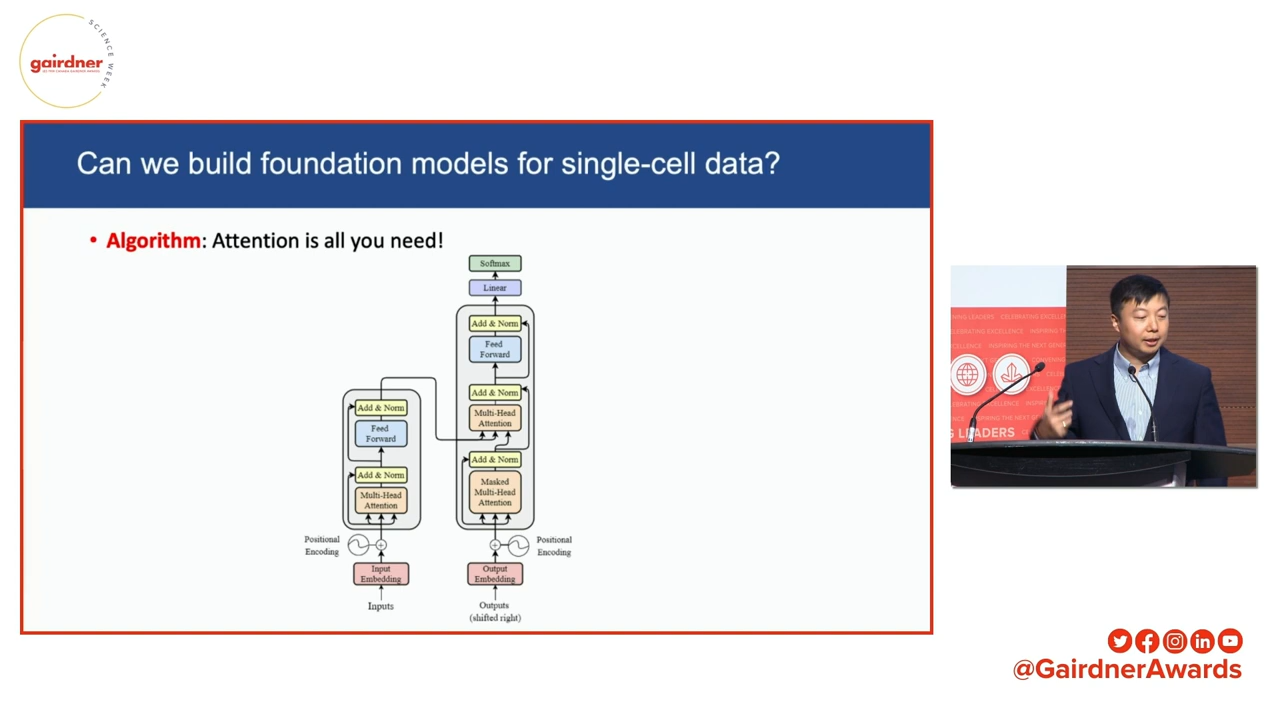 SCIENCE WEEK
gairdner
Can we build foundation models for single-cell data?
• Algorithm: Attention is all you need!
Softmax
Linear
Add & Norm
Feed
Forward
Add & Norm
Multi-Head
Attention
Add & Norm
Masked
Multi-Head
Attention
Add & Norm
Feed
Forward
Add & Norm
Multi-Head
Attention
Positional
Encoding
Positional
Encoding
Input
Embedding
Output
Embedding
Inputs
Outputs
(shifted right)
LEADERS
@GairdnerAwards